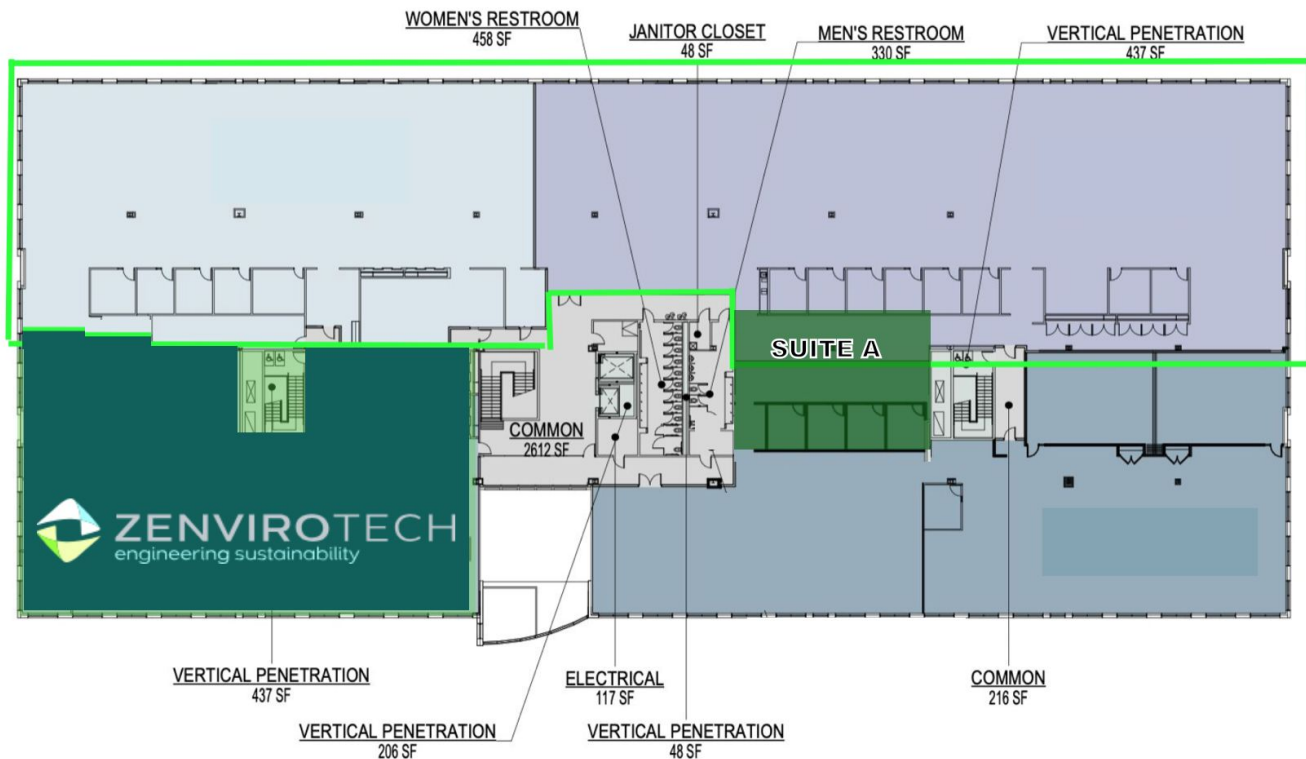 WOMEN'S RESTROOM
458 SF
JANITOR CLOSET
48 SF
MEN'S RESTROOM
330 SF
VERTICAL PENETRATION
437 SF
SUITE A
COMMON
2612 SF
ZENVIROTECH
engineering sustainability
VERTICAL PENETRATION
437 SF
ELECTRICAL
117 SF
COMMON
216 SF
VERTICAL PENETRATION
206 SF
VERTICAL PENETRATION
48 SF